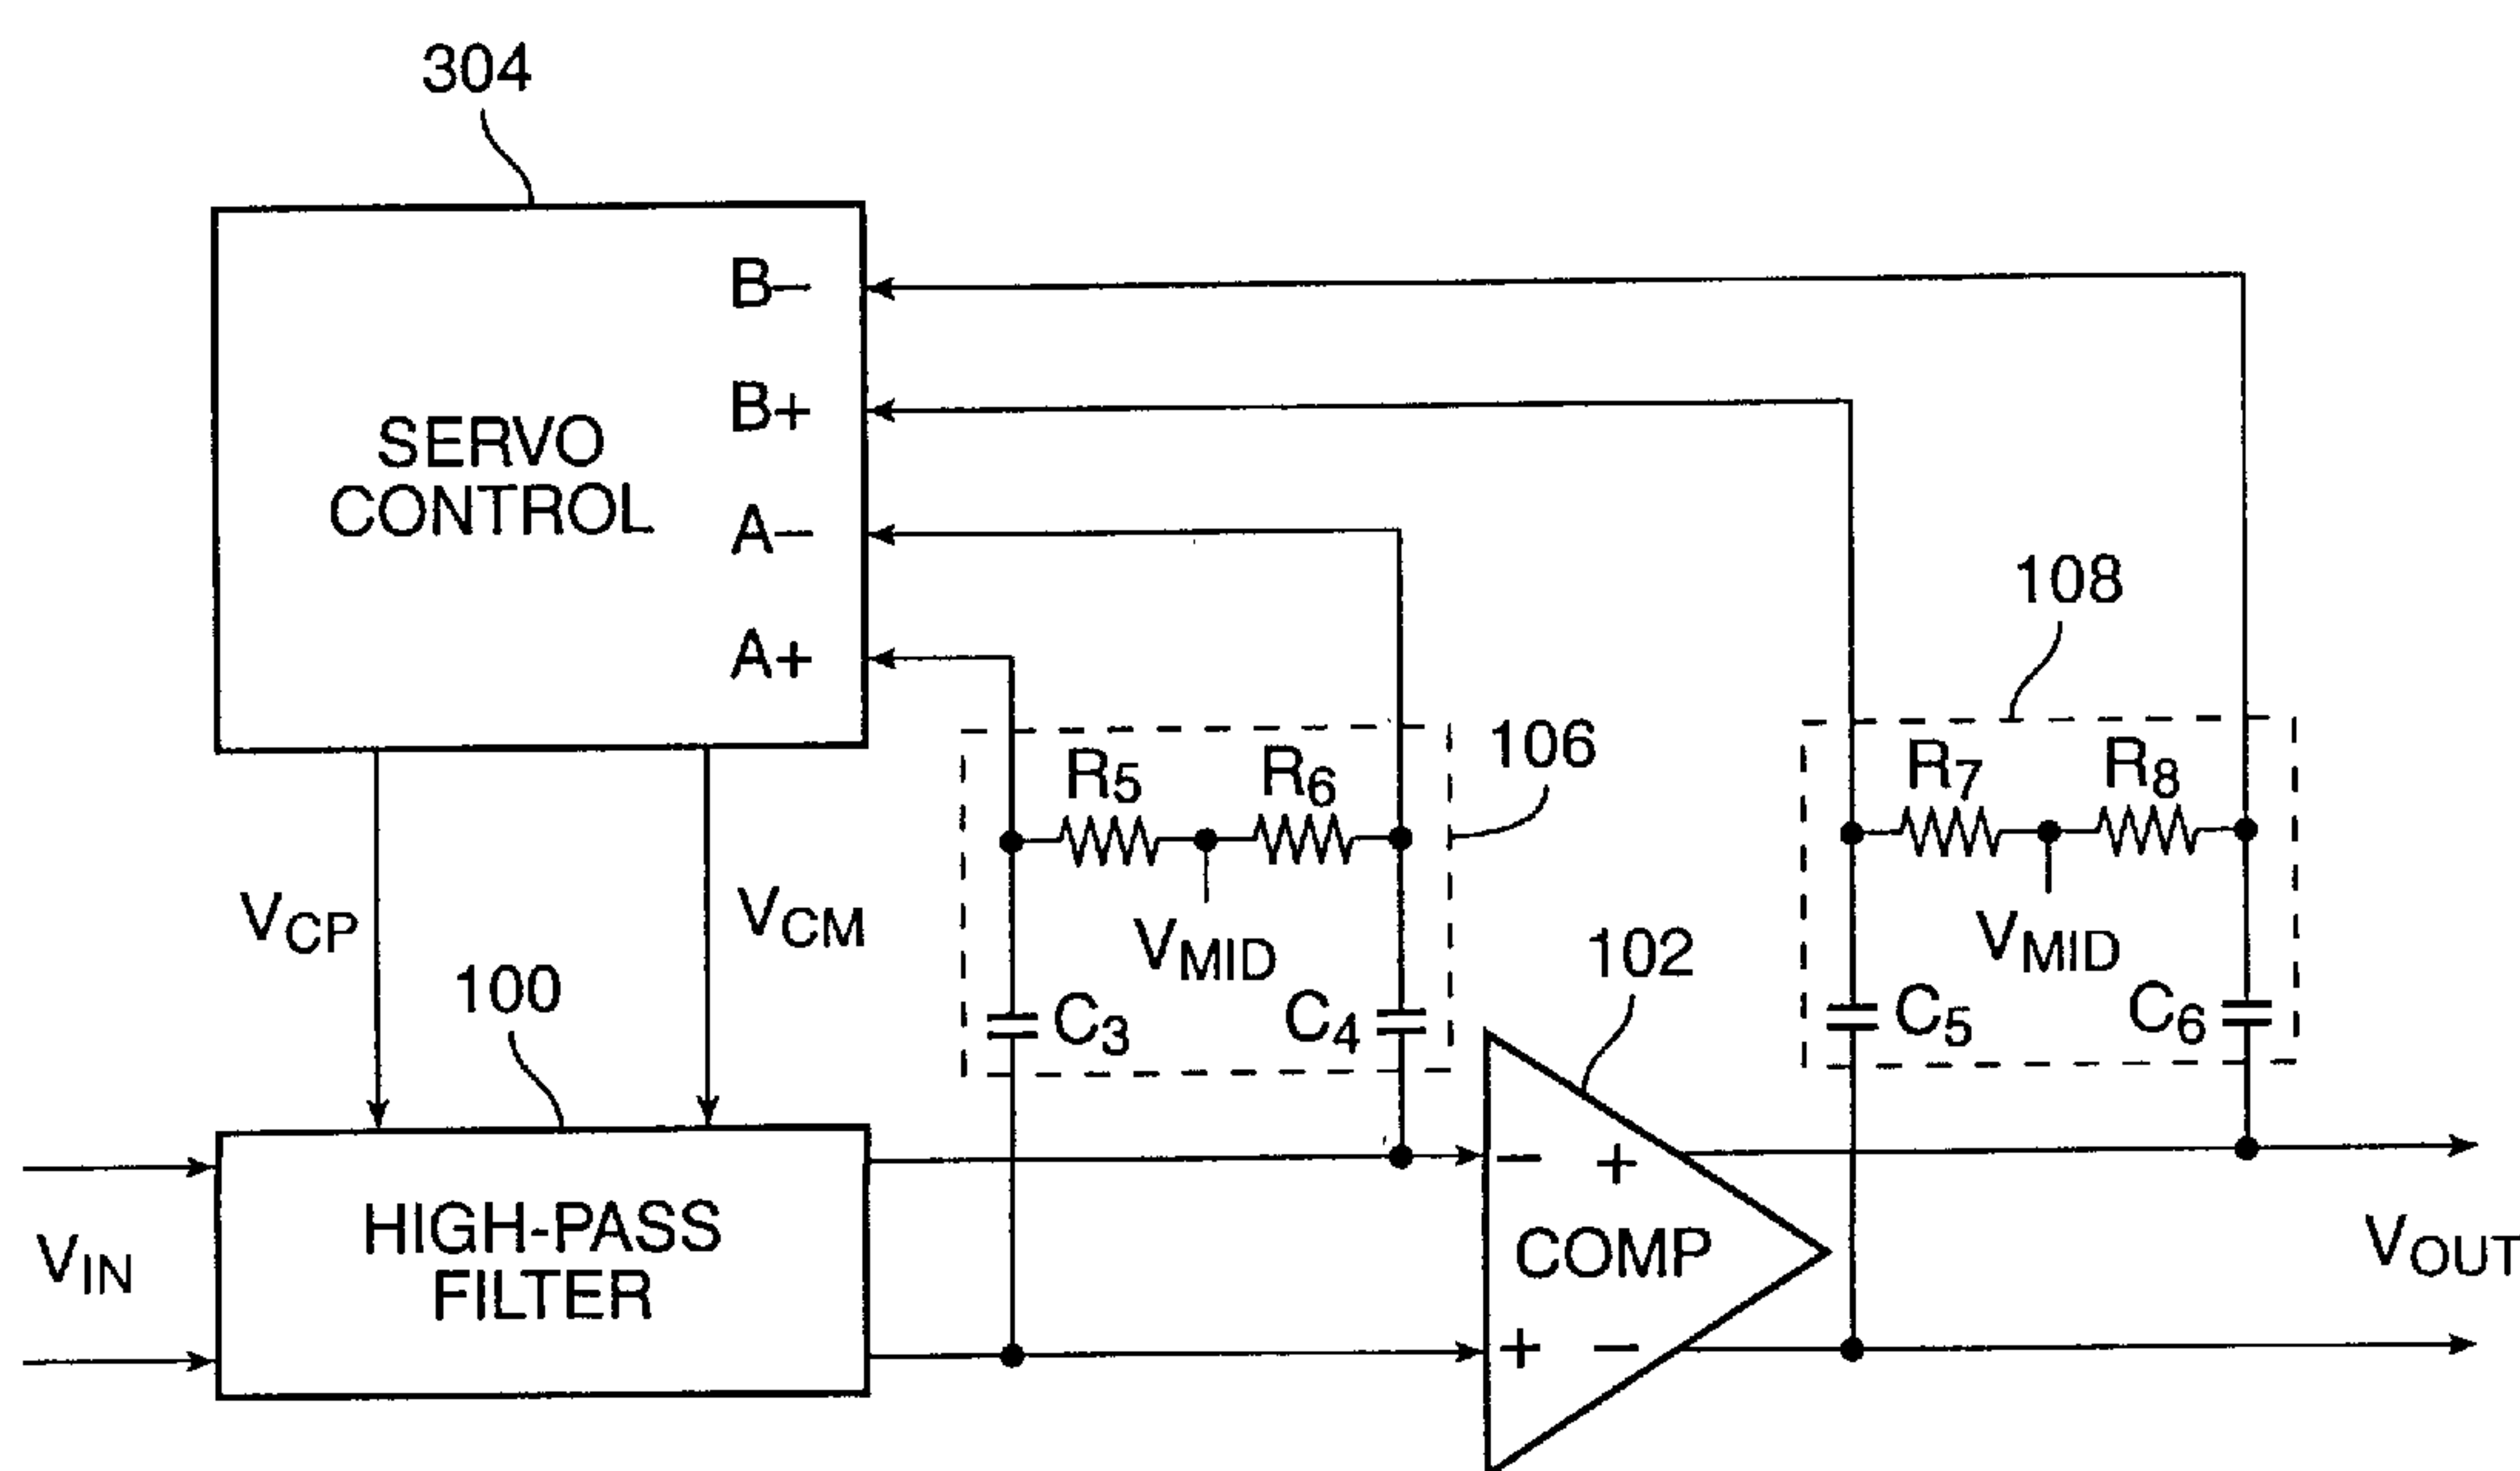 304
B−
B+
SERVO
CONTROL
A−
A+
108
106
R5
R6
R7
R8
VCP
VCM
VMID
VMID
102
100
C3
C4
C5
C6
− +
VIN
HIGH-PASS
FILTER
COMP
VOUT
+ −